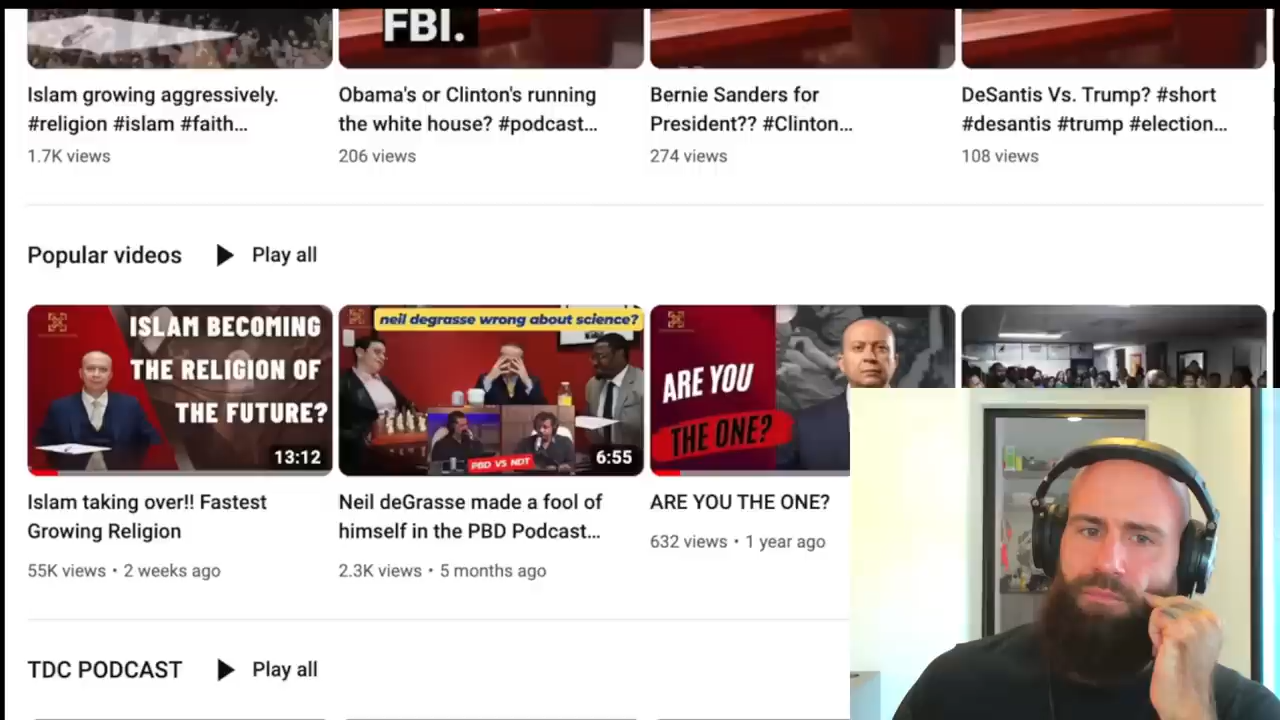 FBI.
Islam growing aggressively.
#religion #islam #faith...
1.7K views
Obama's or Clinton's running
the white house? #podcast...
206 views
Bernie Sanders for
President?? #Clinton...
274 views
DeSantis Vs. Trump? #short
#desantis #trump #election...
108 views
Popular videos
Play all
ISLAM BECOMING
THE RELIGION OF
THE FUTURE?
13:12
Islam taking over!! Fastest
Growing Religion
55K views • 2 weeks ago
neil degrasse wrong about science?
PBD VS NDT
6:55
Neil deGrasse made a fool of
himself in the PBD Podcast...
2.3K views • 5 months ago
ARE YOU
THE ONE?
ARE YOU THE ONE?
632 views • 1 year ago
TDC PODCAST
Play all